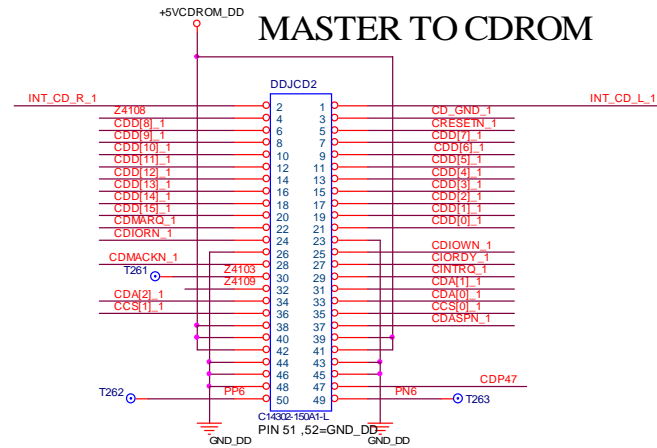 +5VCDROM_DD
MASTER TO CDROM
DDJCD2
INT_CD_R_1 2 1 INT_CD_L_1
Z4108 4 3 CD_GND_1
CDD[8]_1 6 5 CRESETN_1
CDD[9]_1 8 7 CDD[7]_1
CDD[10]_1 10 9 CDD[6]_1
CDD[11]_1 12 11 CDD[5]_1
CDD[12]_1 14 13 CDD[4]_1
CDD[13]_1 16 15 CDD[3]_1
CDD[14]_1 18 17 CDD[2]_1
CDD[15]_1 20 19 CDD[1]_1
CDMARQ_1 22 21 CDD[0]_1
CDIORN_1 24 23
26 25 CDIOWN_1
CDMACKN_1 28 27 CIORDY_1
T261 Z4103 30 29 CINTRQ_1
Z4109 32 31 CDA[1]_1
CDA[2]_1 34 33 CDA[0]_1
CCS[1]_1 36 35 CCS[0]_1
38 37 CDASPN_1
40 39
42 41
44 43
46 45
48 47 CDP47
T262 PP6 50 49 PN6 T263
C14302-150A1-L
PIN 51 ,52=GND_DD
GND_DD GND_DD